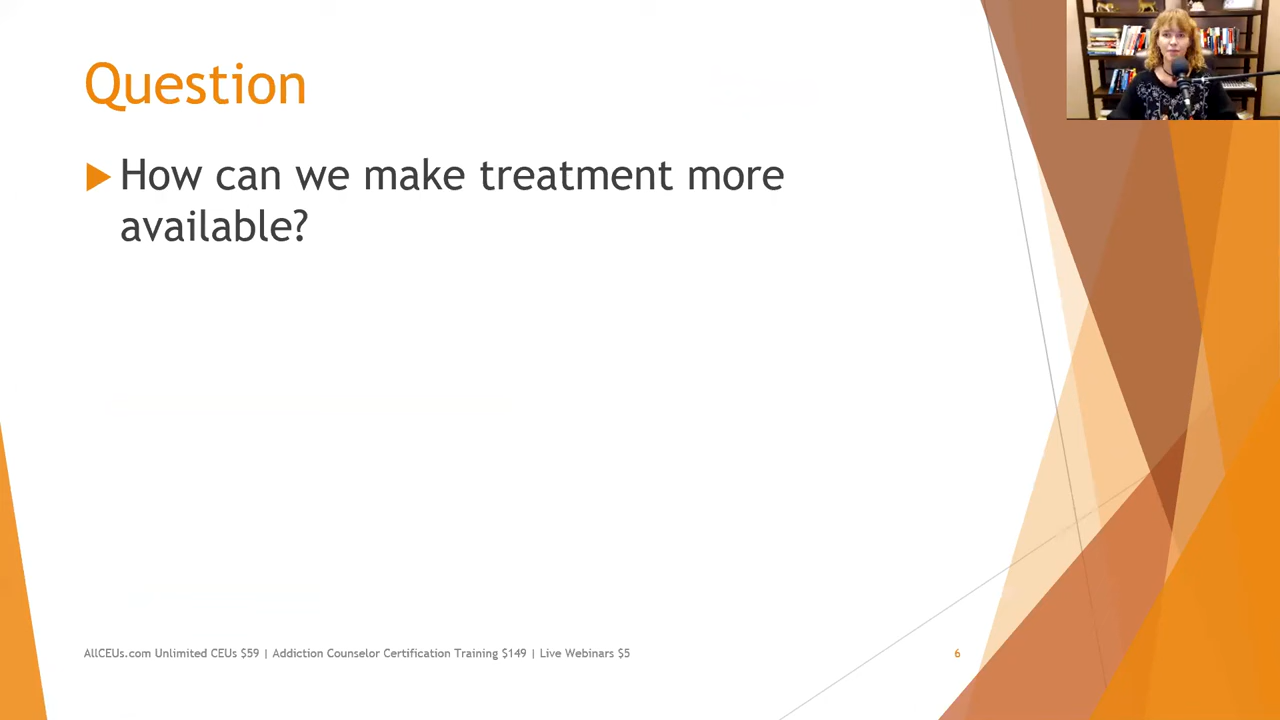 Question
How can we make treatment more
available?
AllCEUs.com Unlimited CEUs $59 | Addiction Counselor Certification Training $149 | Live Webinars $5
6